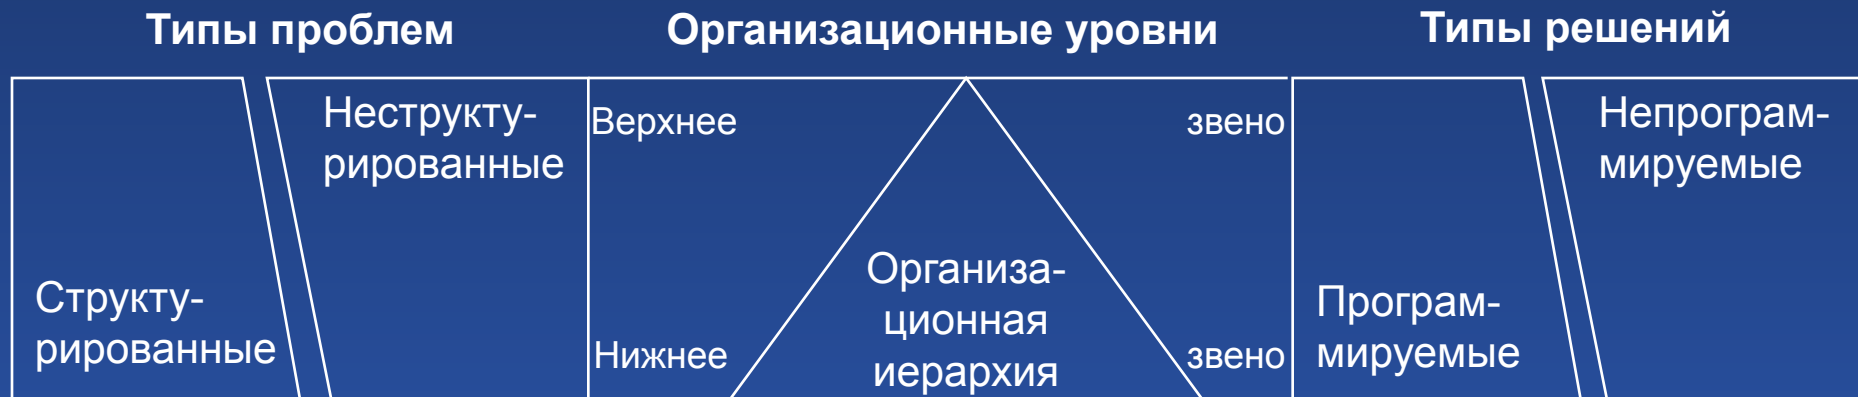 Типы проблем
Организационные уровни
Типы решений
Неструкту-
рированные
Структу-
рированные
Верхнее
звено
Организа-
ционная
иерархия
Нижнее
звено
Непрограм-
мируемые
Програм-
мируемые